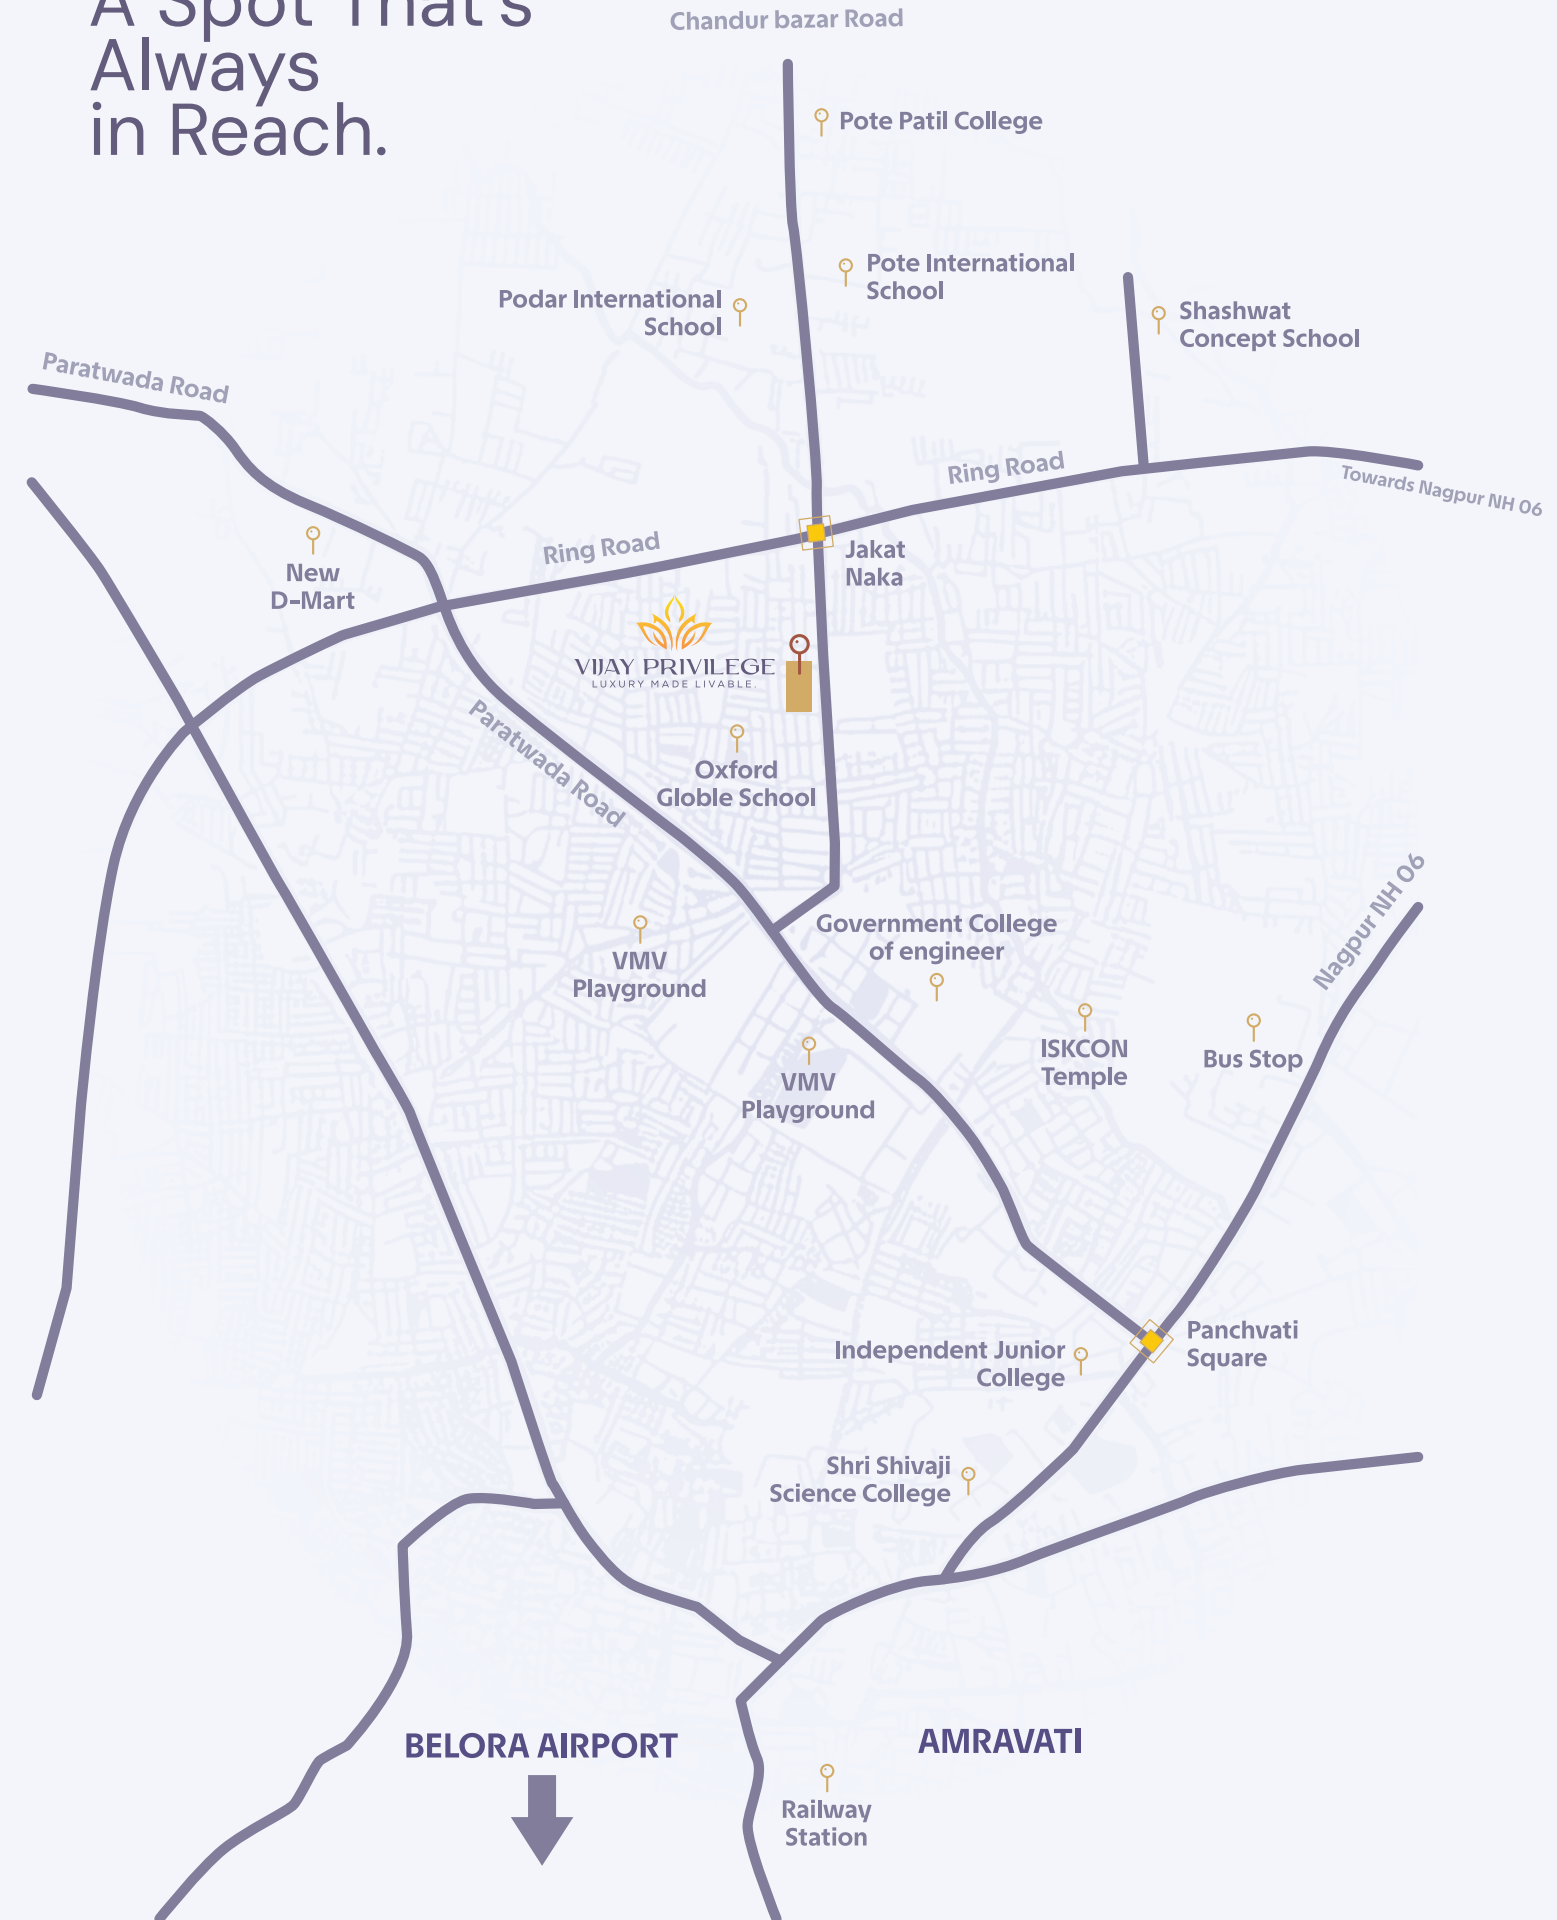 A Spot That's
Always
in Reach.
Chandur bazar Road
Pote Patil College
Pote International
School
Podar International
School
Shashwat
Concept School
Paratwada Road
Ring Road
Towards Nagpur NH 06
Jakat
Naka
Ring Road
New
D-Mart
VIJAY PRIVILEGE
LUXURY MADE LIVABLE.
Paratwada Road
Oxford
Globle School
Nagpur NH 06
Government College
of engineer
VMV
Playground
ISKCON
Temple
Bus Stop
VMV
Playground
Panchvati
Square
Independent Junior
College
Shri Shivaji
Science College
BELORA AIRPORT
AMRAVATI
Railway
Station